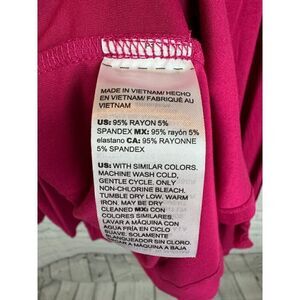 MADE IN VIETNAM/ HECHO
EN VIETNAM/ FABRIQUÉ AU
VIETNAM
US: 95% RAYON 5%
SPANDEX MX: 95% rayón 5%
elastano CA: 95% RAYONNE
5% SPANDEX
US: WITH SIMILAR COLORS.
MACHINE WASH COLD,
GENTLE CYCLE. ONLY
NON-CHLORINE BLEACH,
TUMBLE DRY LOW. WARM
IRON. MAY BE DRY
CLEANED MX: CON
COLORES SIMILARES.
LAVAR A MÁQUINA CON
AGUA FRÍA EN CICLO
SUAVE. SOLAMENTE
BLANQUEADOR SIN CLORO.
SECAR A MÁQUINA A BAJA